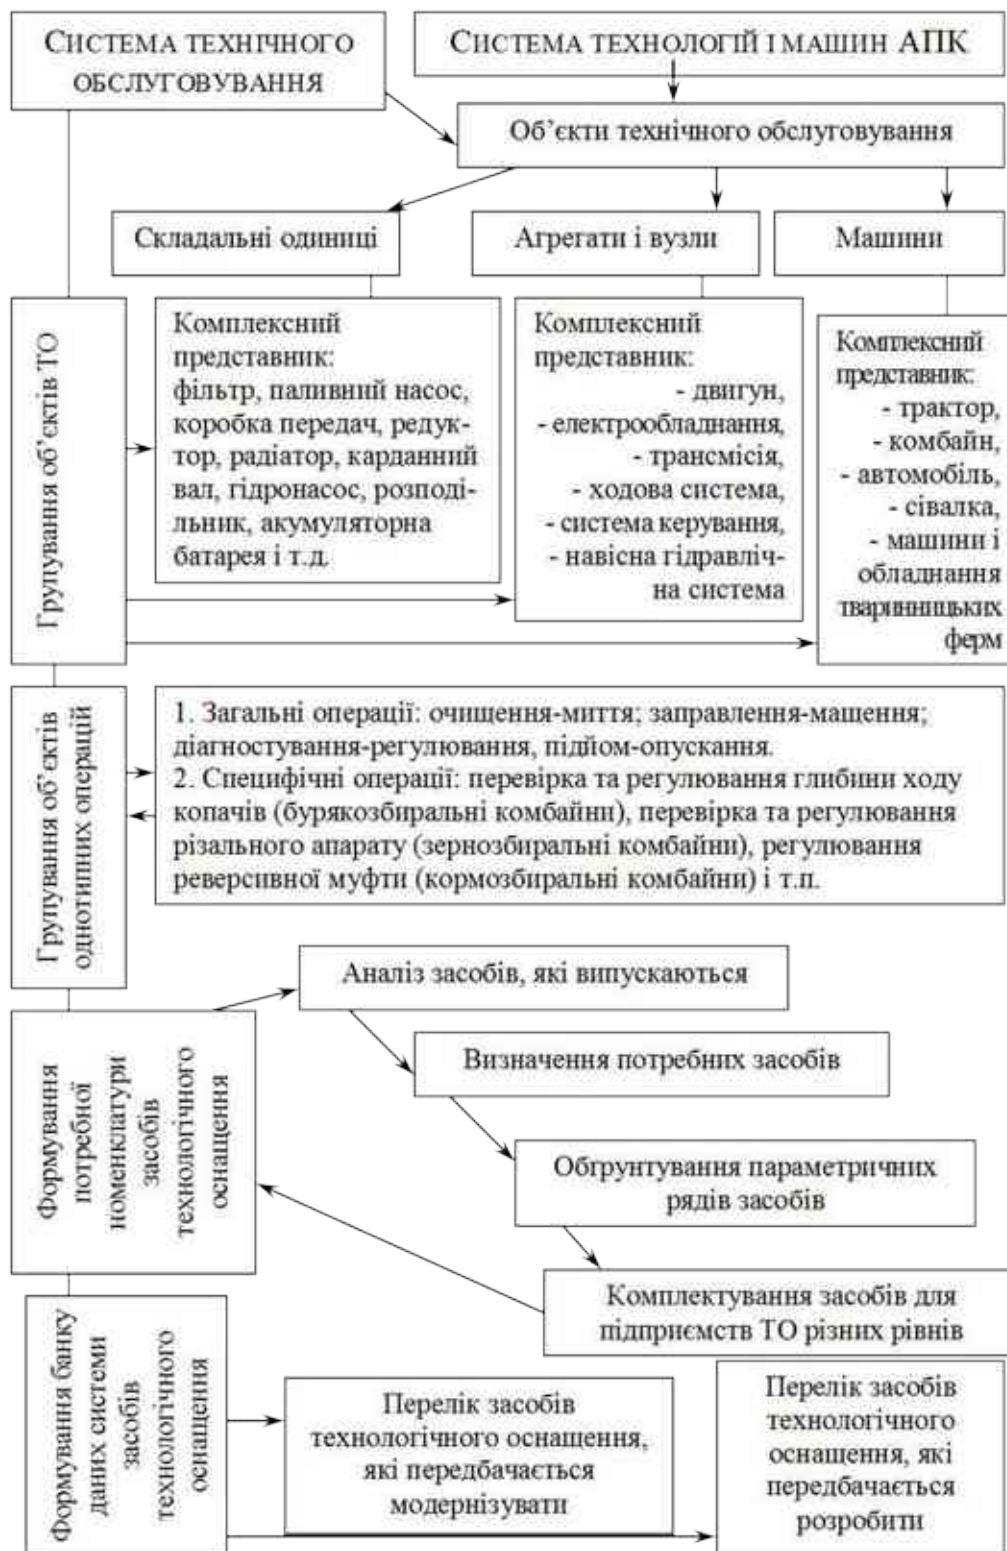 СИСТЕМА ТЕХНІЧНОГО
ОБСЛУГОВУВАННЯ
СИСТЕМА ТЕХНОЛОГІЙ І МАШИН АПК
Об’єкти технічного обслуговування
Складальні одиниці
Агрегати і вузли
Машини
Групування об’єктів ТО
Комплексний
представник:
фільтр, паливний насос,
коробка передач, редук-
тор, радіатор, карданний
вал, гідронасос, розподі-
льник, акумуляторна
батарея і т.д.
Комплексний
представник:
- двигун,
- електрообладнання,
- трансмісія,
- ходова система,
- система керування,
- навісна гідравліч-
на система
Комплексний
представник:
- трактор,
- комбайн,
- автомобіль,
- сівалка,
- машини і
обладнання
тваринницьких
ферм
Групування об’єктів
однотипних операцій
1. Загальні операції: очищення-миття; заправлення-мащення;
діагностування-регулювання, підйом-опускання.
2. Специфічні операції: перевірка та регулювання глибини ходу
копачів (бурякозбиральні комбайни), перевірка та регулювання
різального апарату (зернозбиральні комбайни), регулювання
реверсивної муфти (кормозбиральні комбайни) і т.п.
Формування
потребної
номенклатури
засобів
технологічного
оснащення
Аналіз засобів, які випускаються
Визначення потребних засобів
Обґрунтування параметричних
рядів засобів
Комплектування засобів для
підприємств ТО різних рівнів
Формування банку
даних системи
засобів
технологічного
оснащення
Перелік засобів
технологічного оснащення,
які передбачається
модернізувати
Перелік засобів
технологічного
оснащення, які
передбачається
розробити